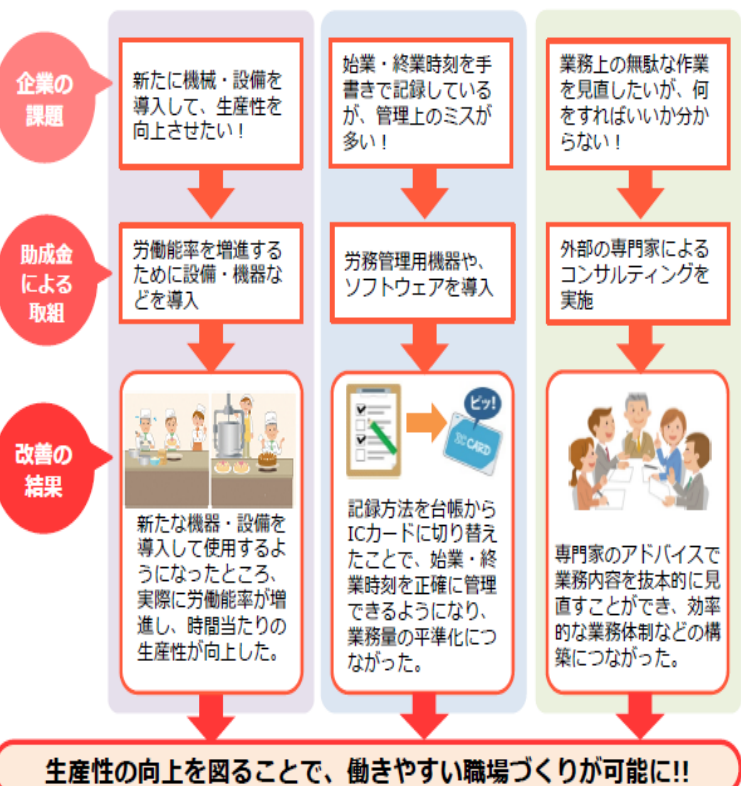 企業の
課題
新たに機械・設備を
導入して、生産性を
向上させたい！
始業・終業時刻を手
書きで記録している
が、管理上のミスが
多い！
業務上の無駄な作業
を見直したいが、何
をすればいいか分か
らない！
助成金
による
取組
労働能率を増進する
ために設備・機器な
どを導入
労務管理用機器や、
ソフトウェアを導入
外部の専門家による
コンサルティングを
実施
改善の
結果
新たな機器・設備を
導入して使用するよ
うになったところ、
実際に労働能率が増
進し、時間当たりの
生産性が向上した。
ピッ!
IC CARD
記録方法を台帳から
ICカードに切り替え
たことで、始業・終
業時刻を正確に管理
できるようになり、
業務量の平準化につ
ながった。
専門家のアドバイスで
業務内容を抜本的に見
直すことができ、効率
的な業務体制などの構
築につながった。
生産性の向上を図ることで、働きやすい職場づくりが可能に!!